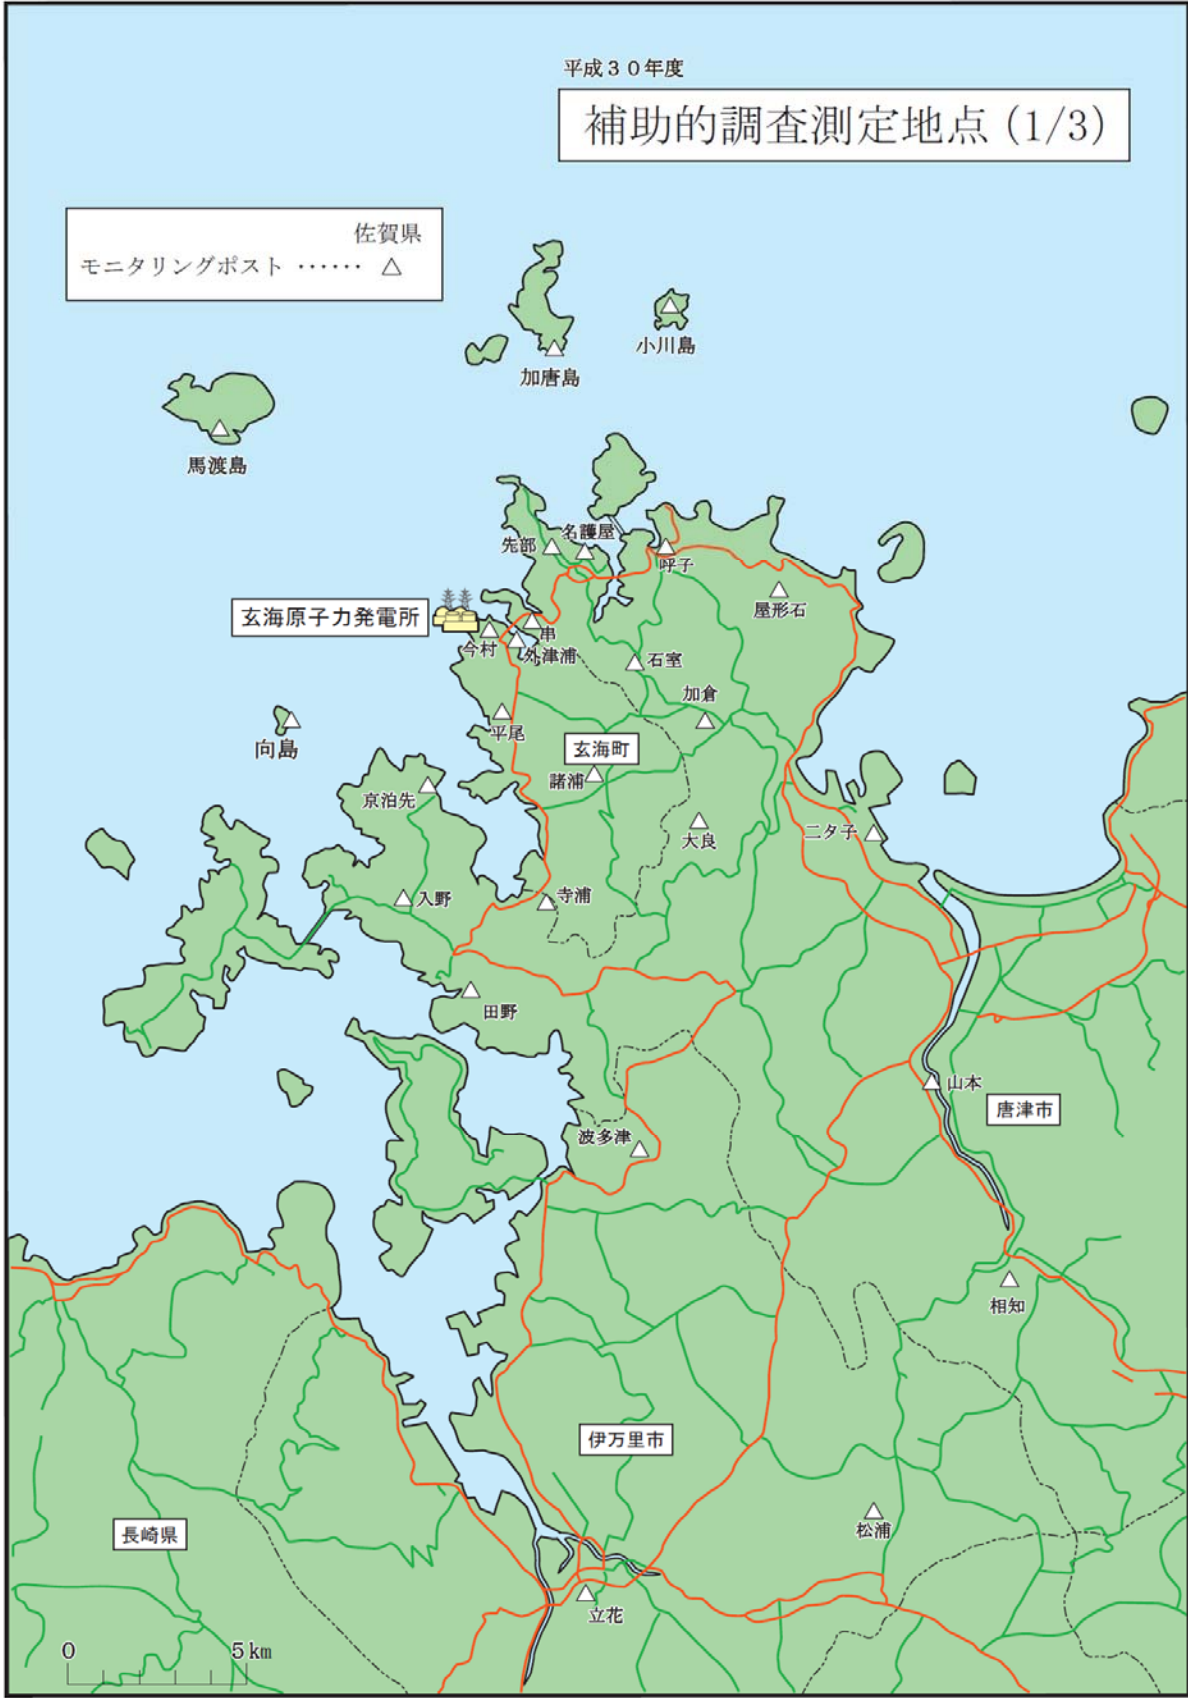 平成３０年度
補助的調査測定地点 (1/3)
佐賀県
モニタリングポスト ‥‥‥ △
小川島
加唐島
馬渡島
名護屋
先部
呼子
屋形石
玄海原子力発電所
串
今村
外津浦
石室
加倉
平尾
向島
玄海町
諸浦
京泊先
大良
二タ子
入野
寺浦
田野
山本
唐津市
波多津
相知
伊万里市
松浦
長崎県
立花
0 5㎞